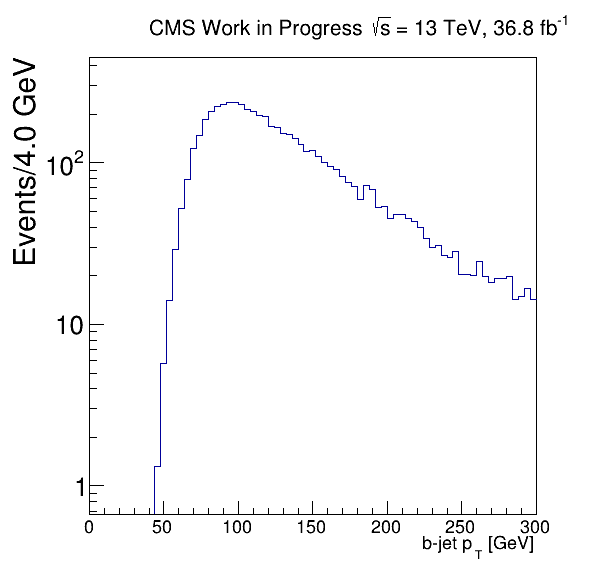 CMS Work in Progress √s = 13 TeV, 36.8 fb⁻¹
Events/4.0 GeV
10²
10
1
0 50 100 150 200 250 300
b-jet p_T [GeV]